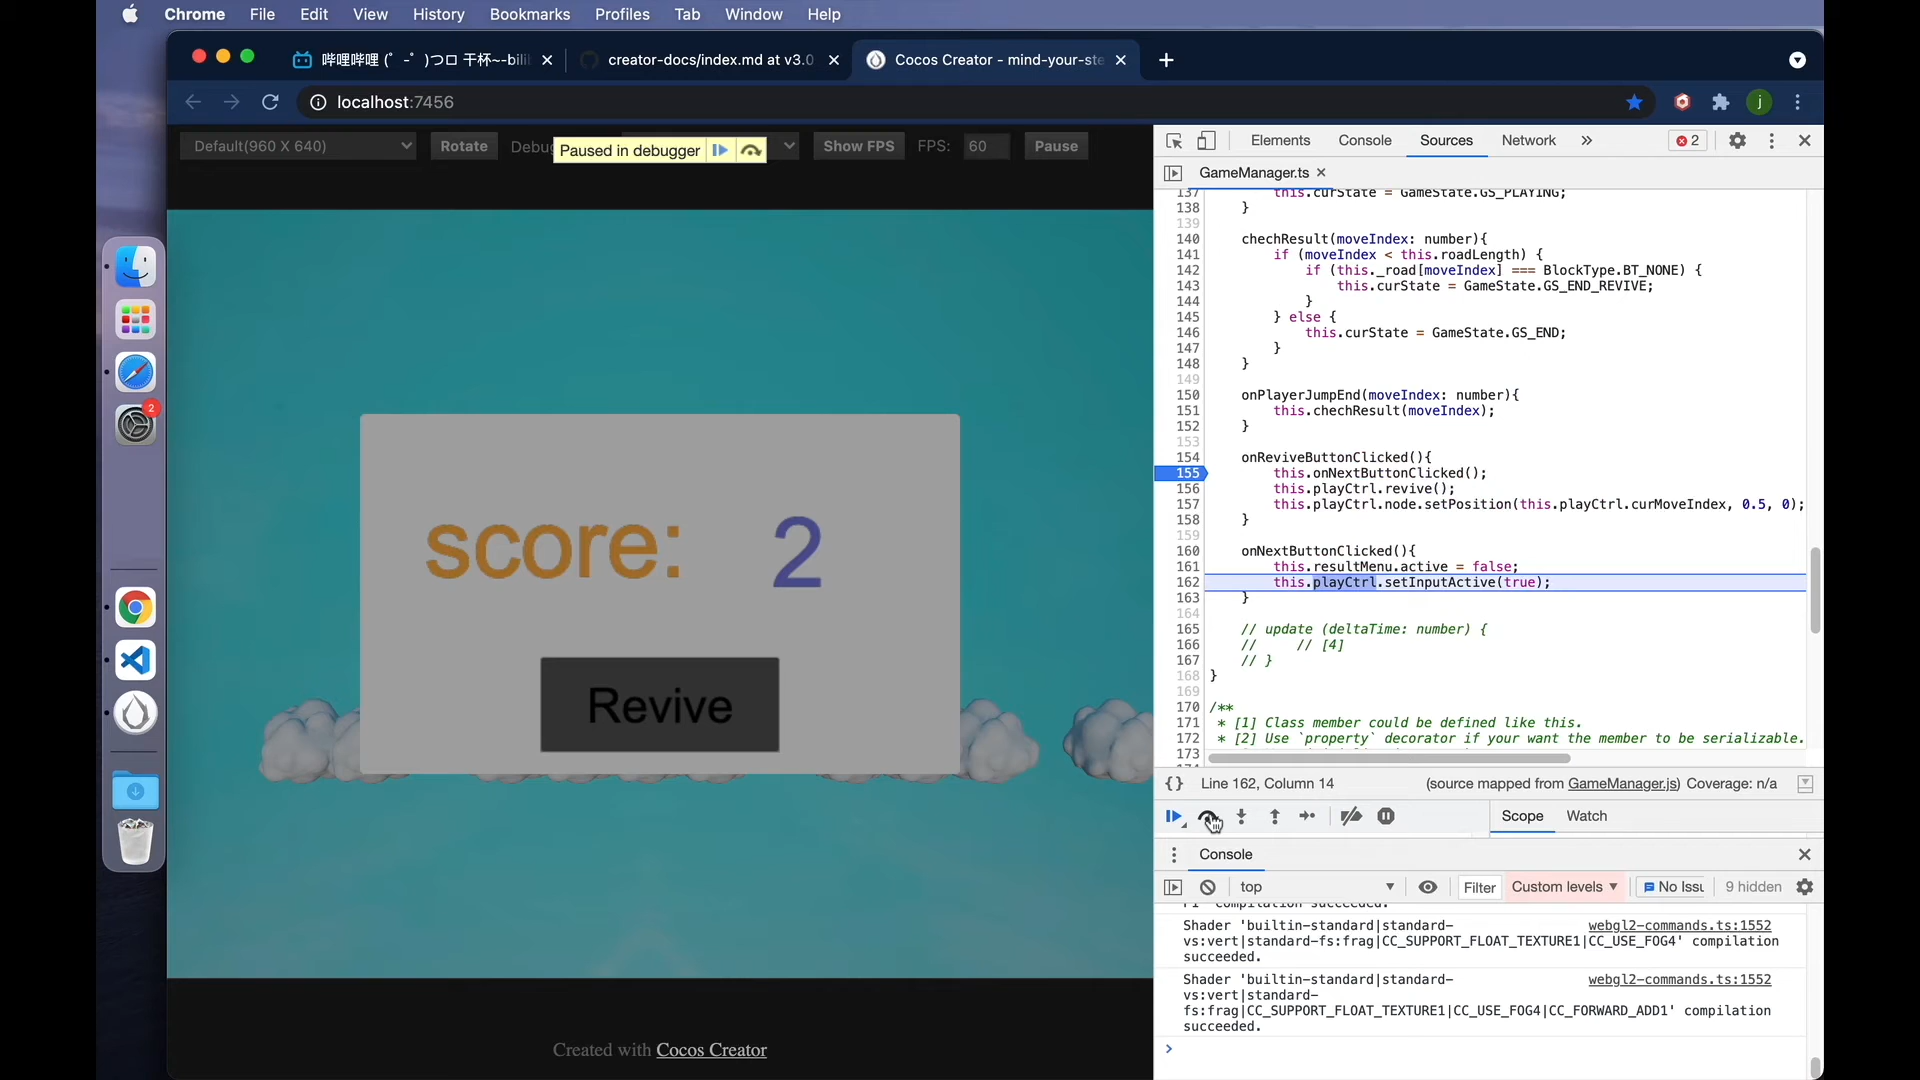 Chrome File Edit View History Bookmarks Profiles Tab Window Help
哔哩哔哩 (゜-゜)つロ 干杯~-bili
creator-docs/index.md at v3.0
Cocos Creator - mind-your-ste
localhost:7456
j
Default(960 X 640)
Rotate
Debug
Paused in debugger
Show FPS
FPS:
60
Pause
2
score: 2
Revive
Created with Cocos Creator
Elements Console Sources Network
2
GameManager.ts
137 this.curState = GameState.GS_PLAYING;
138 }
139
140 chechResult(moveIndex: number){
141 if (moveIndex < this.roadLength) {
142 if (this._road[moveIndex] === BlockType.BT_NONE) {
143 this.curState = GameState.GS_END_REVIVE;
144 }
145 } else {
146 this.curState = GameState.GS_END;
147 }
148 }
149
150 onPlayerJumpEnd(moveIndex: number){
151 this.chechResult(moveIndex);
152 }
153
154 onReviveButtonClicked(){
155 this.onNextButtonClicked();
156 this.playCtrl.revive();
157 this.playCtrl.node.setPosition(this.playCtrl.curMoveIndex, 0.5, 0);
158 }
159
160 onNextButtonClicked(){
161 this.resultMenu.active = false;
162 this.playCtrl.setInputActive(true);
163 }
164
165 // update (deltaTime: number) {
166 // // [4]
167 // }
168 }
169
170 /**
171 * [1] Class member could be defined like this.
172 * [2] Use `property` decorator if your want the member to be serializable.
173
{ } Line 162, Column 14 (source mapped from GameManager.js) Coverage: n/a
Scope Watch
Console
top
Filter
Custom levels
No Issu
9 hidden
compilation succeeded.
Shader 'builtin-standard|standard- webgl2-commands.ts:1552
vs:vert|standard-fs:frag|CC_SUPPORT_FLOAT_TEXTURE1|CC_USE_FOG4' compilation
succeeded.
Shader 'builtin-standard|standard- webgl2-commands.ts:1552
vs:vert|standard-
fs:frag|CC_SUPPORT_FLOAT_TEXTURE1|CC_USE_FOG4|CC_FORWARD_ADD1' compilation
succeeded.
>